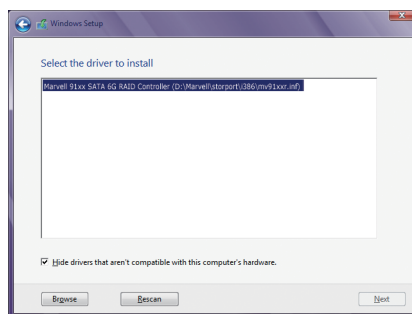 Windows Setup
Select the driver to install
Marvell 91xx SATA 6G RAID Controller (D:\Marvell\storport\i386\mv91xxr.inf)
Hide drivers that aren't compatible with this computer's hardware.
Browse
Rescan
Next